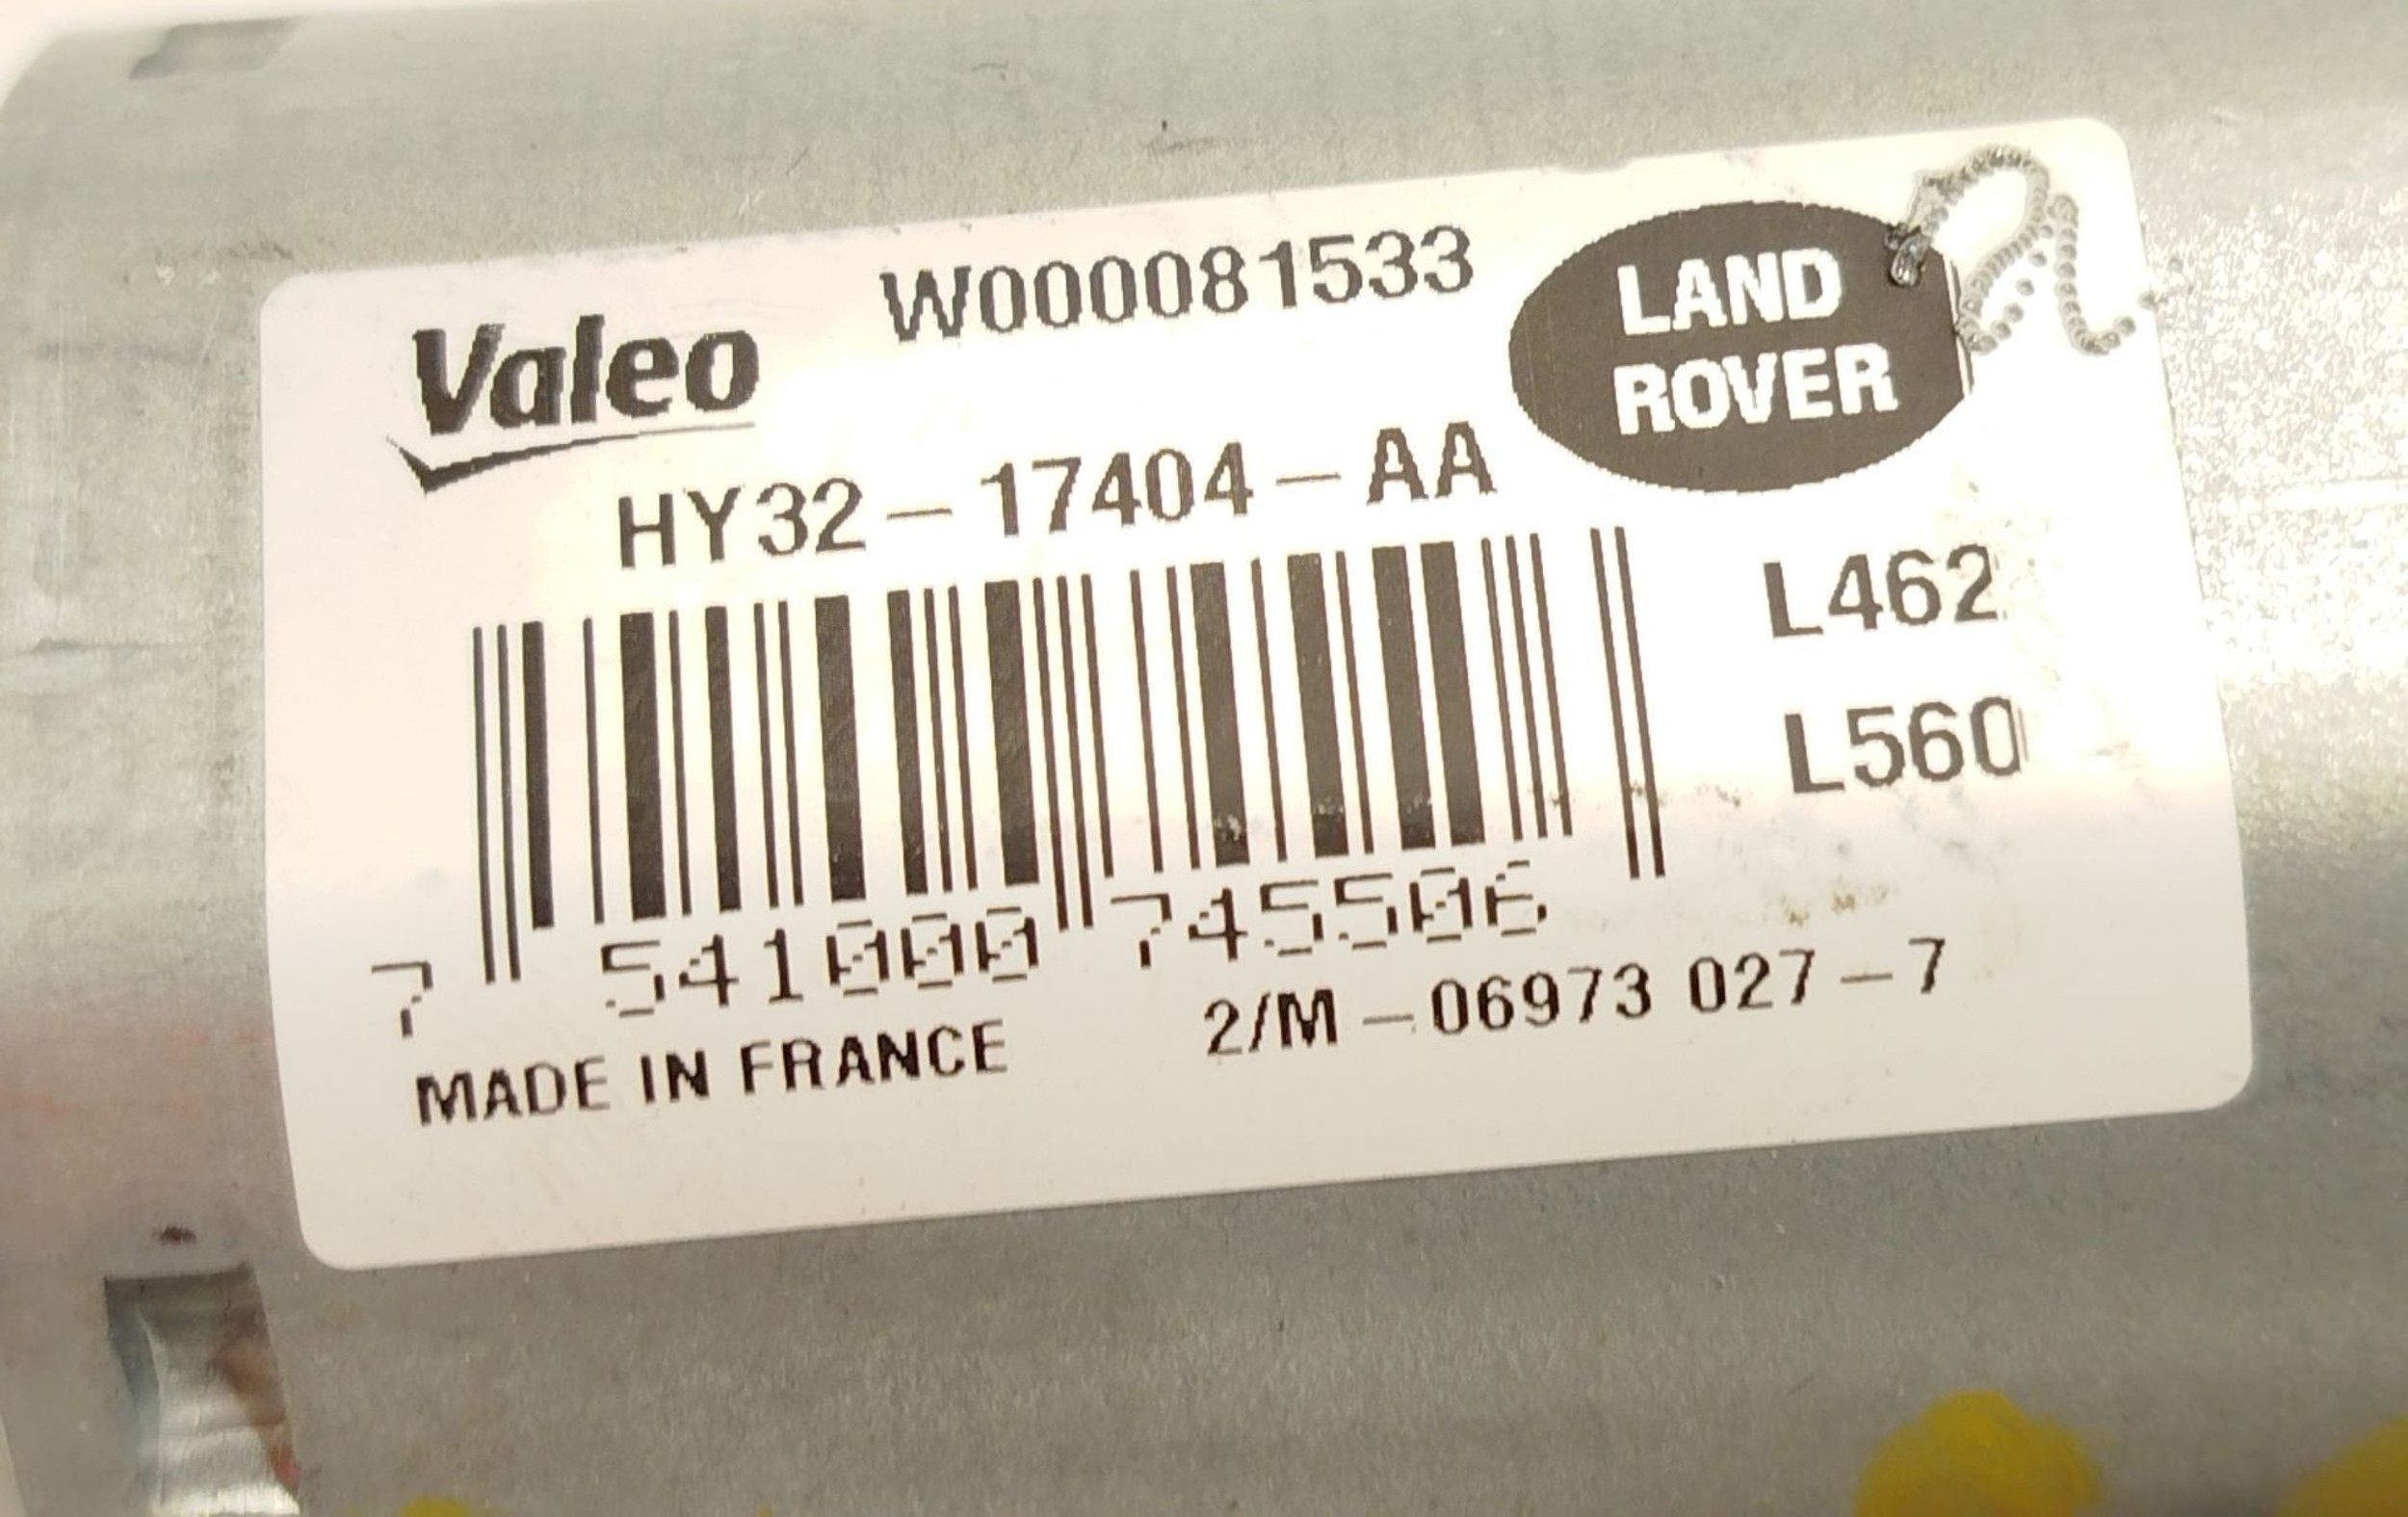 W000081533
Valeo
LAND
ROVER
HY32-17404-AA
L462
L560
7 541000 745506
MADE IN FRANCE
2/M-06973 027-7